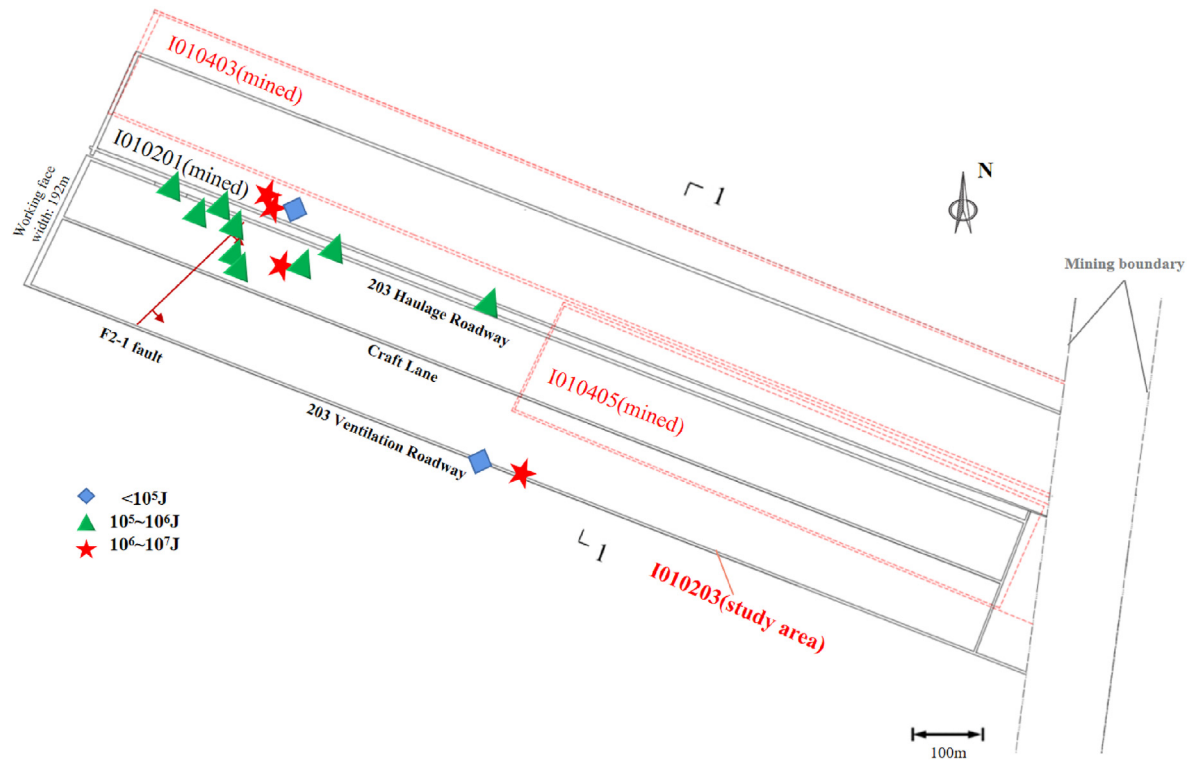 I010403(mined)
N
I010201(mined)
1
Working face
width: 192m
Mining boundary
203 Haulage Roadway
F2-1 fault
Craft Lane
I010405(mined)
203 Ventilation Roadway
<10⁵J
10⁵~10⁶J
10⁶~10⁷J
1
I010203(study area)
100m